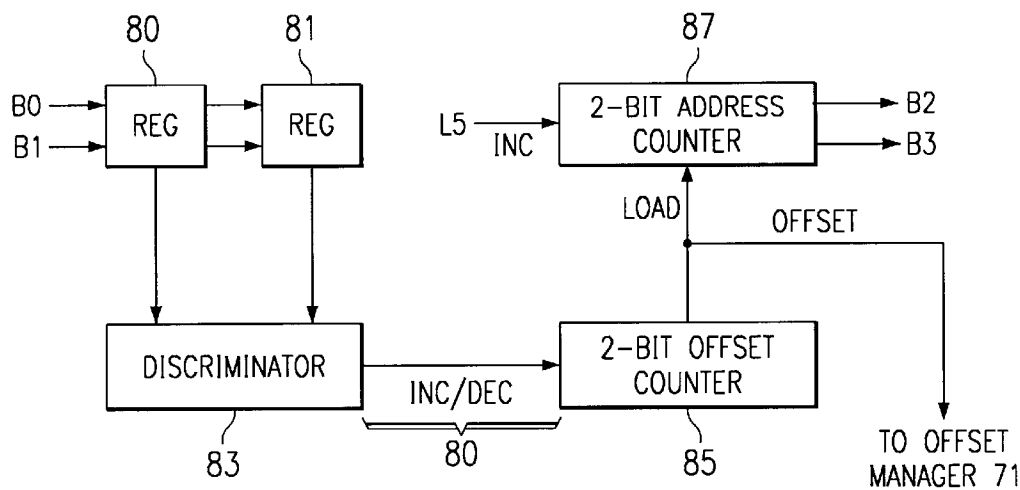 80
81
87
B0
REG
REG
L5
INC
2-BIT ADDRESS
COUNTER
B2
B1
B3
LOAD
OFFSET
DISCRIMINATOR
INC/DEC
2-BIT OFFSET
COUNTER
83
80
85
TO OFFSET
MANAGER 71